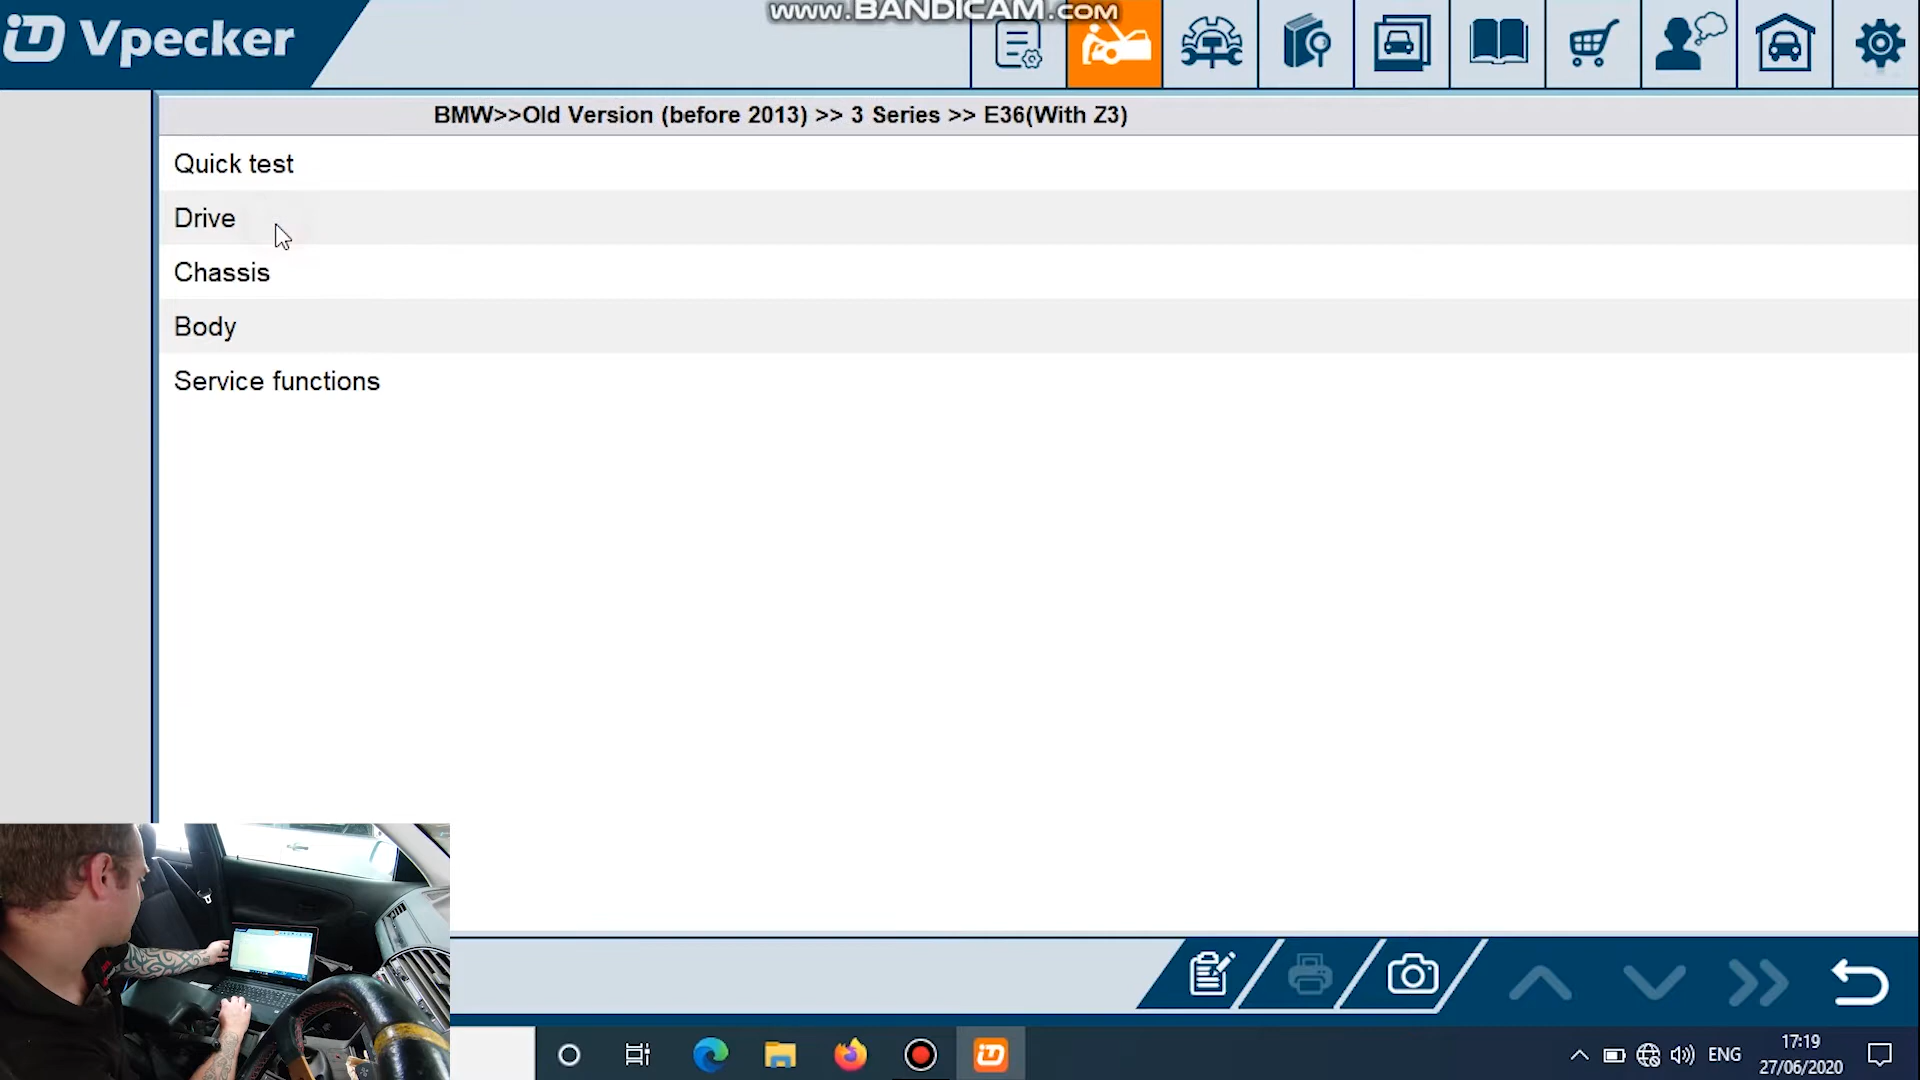 www.BANDICAM.com
Vpecker
BMW>>Old Version (before 2013) >> 3 Series >> E36(With Z3)
Quick test
Drive
Chassis
Body
Service functions
ENG
17:19
27/06/2020